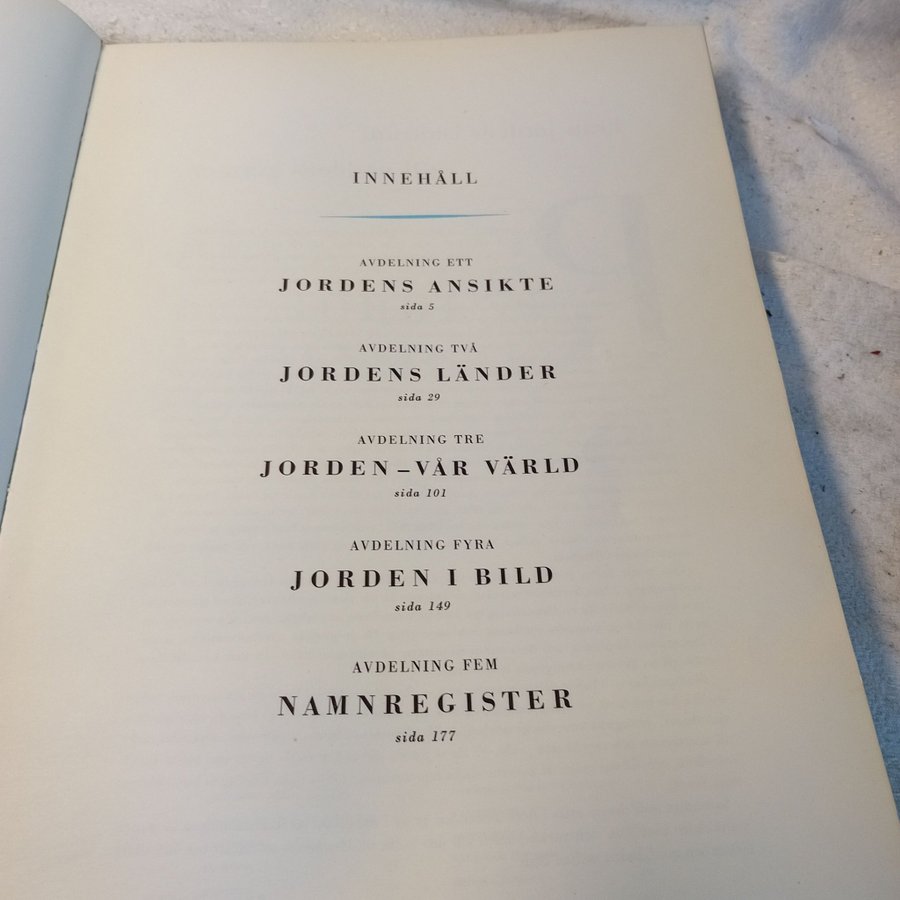 INNEHÅLL
AVDELNING ETT
JORDENS ANSIKTE
sida 5
AVDELNING TVÅ
JORDENS LÄNDER
sida 29
AVDELNING TRE
JORDEN – VÅR VÄRLD
sida 101
AVDELNING FYRA
JORDEN I BILD
sida 149
AVDELNING FEM
NAMNREGISTER
sida 177